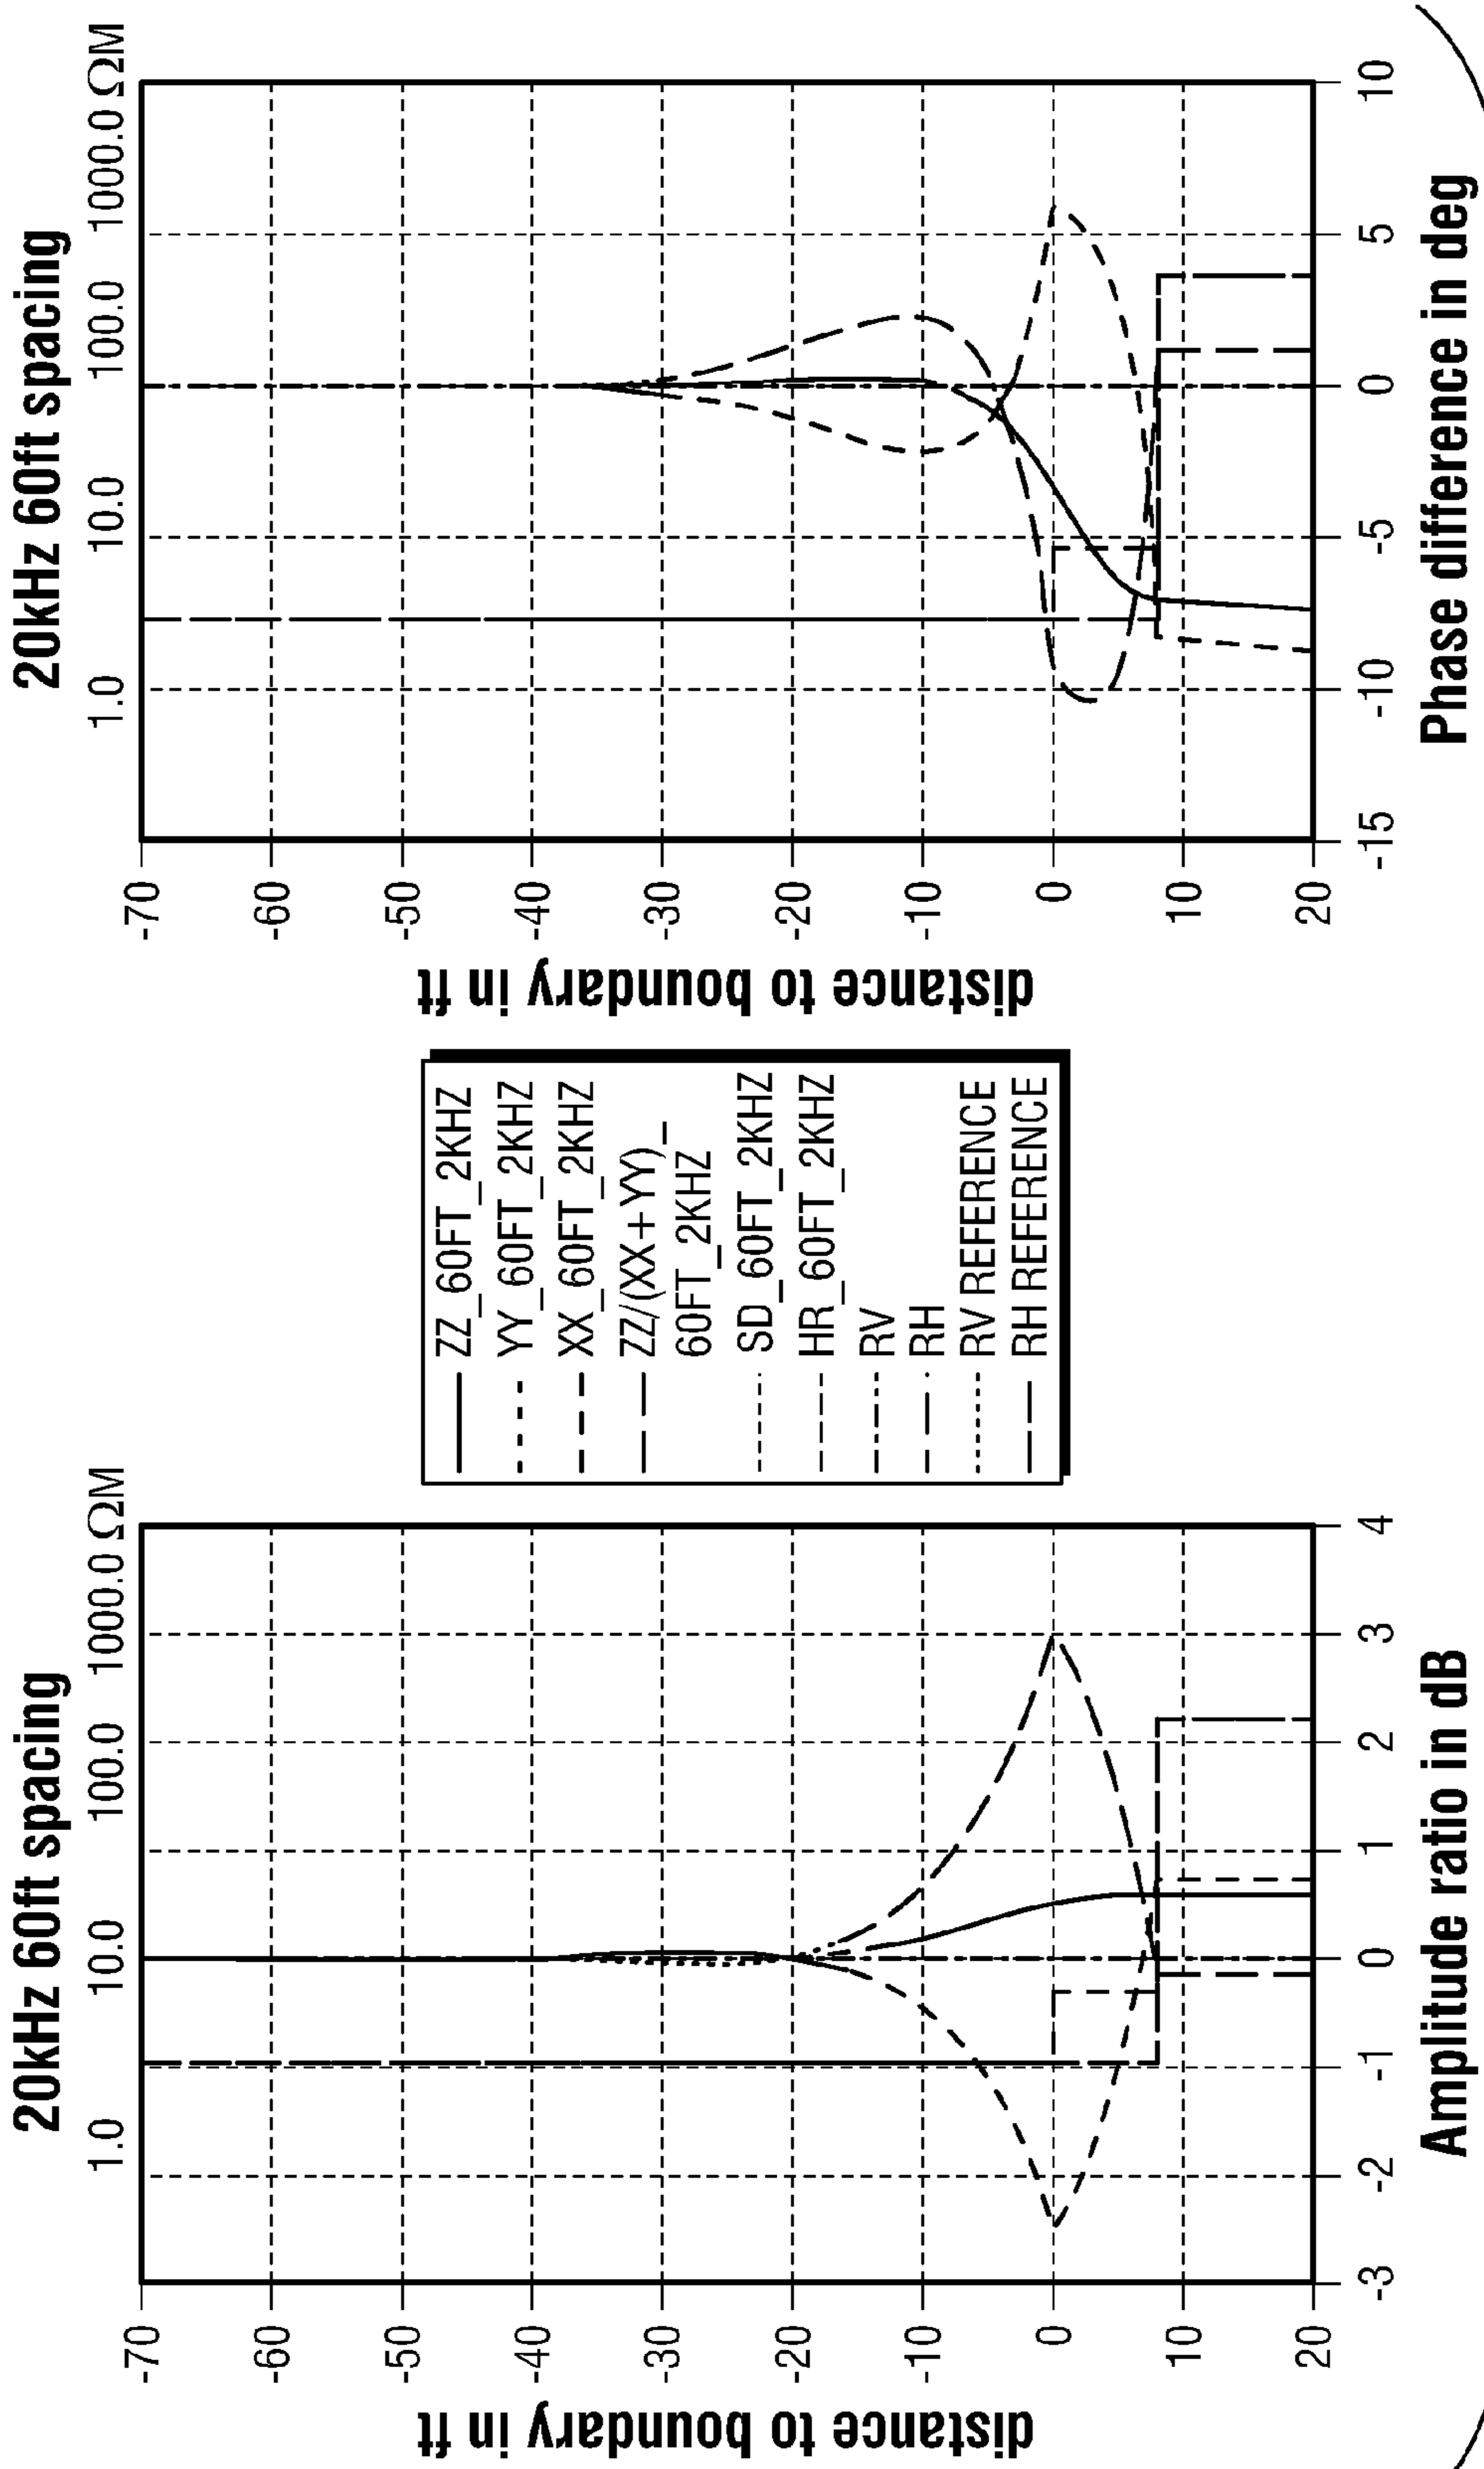 20kHz 60ft spacing
1.0 10.0 100.0 1000.0 ΩM
-70
-60
-50
-40
-30
-20
-10
0
10
20
distance to boundary in ft
-3 -2 -1 0 1 2 3 4
Amplitude ratio in dB
ZZ_60FT_2KHZ
YY_60FT_2KHZ
XX_60FT_2KHZ
ZZ/(XX+YY)_
60FT_2KHZ
SD_60FT_2KHZ
HR_60FT_2KHZ
RV
RH
RV REFERENCE
RH REFERENCE
20kHz 60ft spacing
1.0 10.0 100.0 1000.0 ΩM
-70
-60
-50
-40
-30
-20
-10
0
10
20
distance to boundary in ft
-15 -10 -5 0 5 10
Phase difference in deg